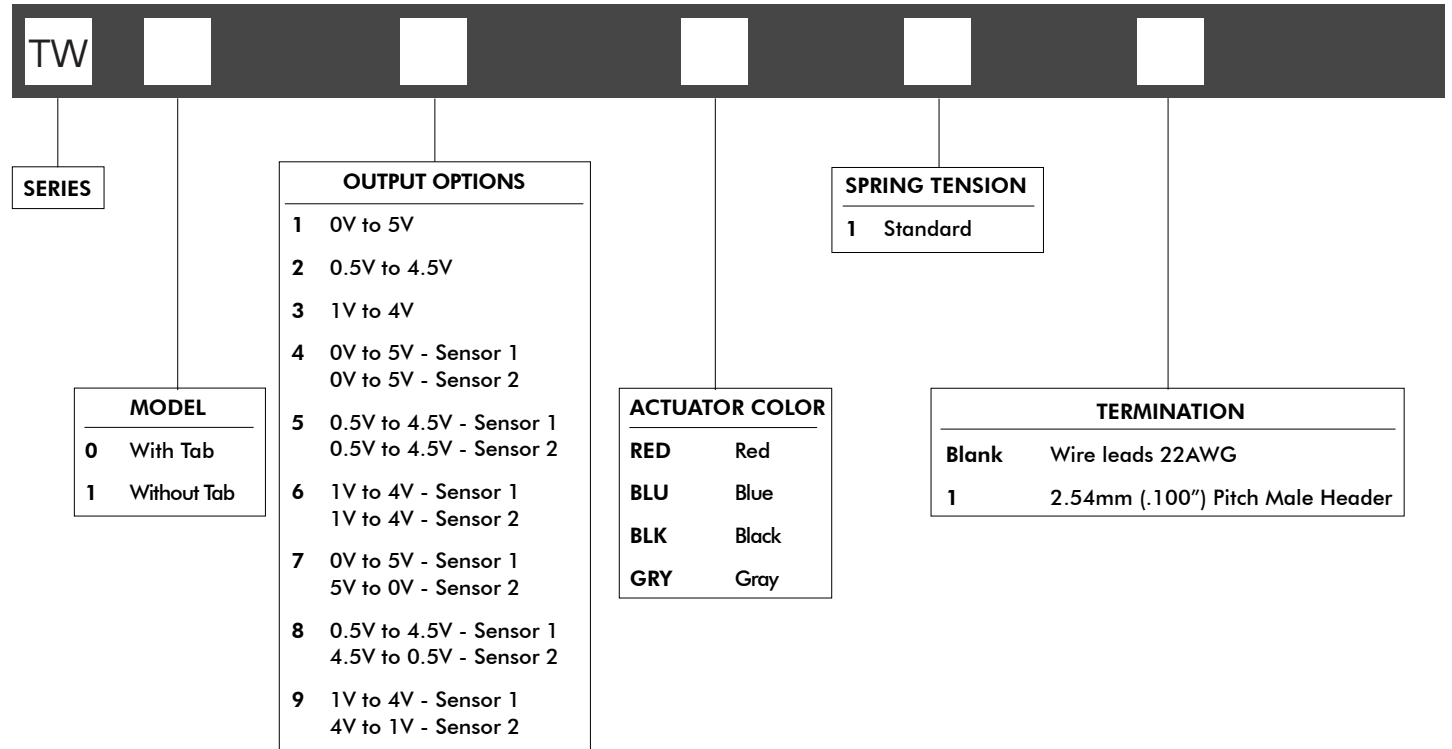 TW
SERIES
MODEL
0 With Tab
1 Without Tab
OUTPUT OPTIONS
1 0V to 5V
2 0.5V to 4.5V
3 1V to 4V
4 0V to 5V - Sensor 1
0V to 5V - Sensor 2
5 0.5V to 4.5V - Sensor 1
0.5V to 4.5V - Sensor 2
6 1V to 4V - Sensor 1
1V to 4V - Sensor 2
7 0V to 5V - Sensor 1
5V to 0V - Sensor 2
8 0.5V to 4.5V - Sensor 1
4.5V to 0.5V - Sensor 2
9 1V to 4V - Sensor 1
4V to 1V - Sensor 2
ACTUATOR COLOR
RED Red
BLU Blue
BLK Black
GRY Gray
SPRING TENSION
1 Standard
TERMINATION
Blank Wire leads 22AWG
1 2.54mm (.100”) Pitch Male Header